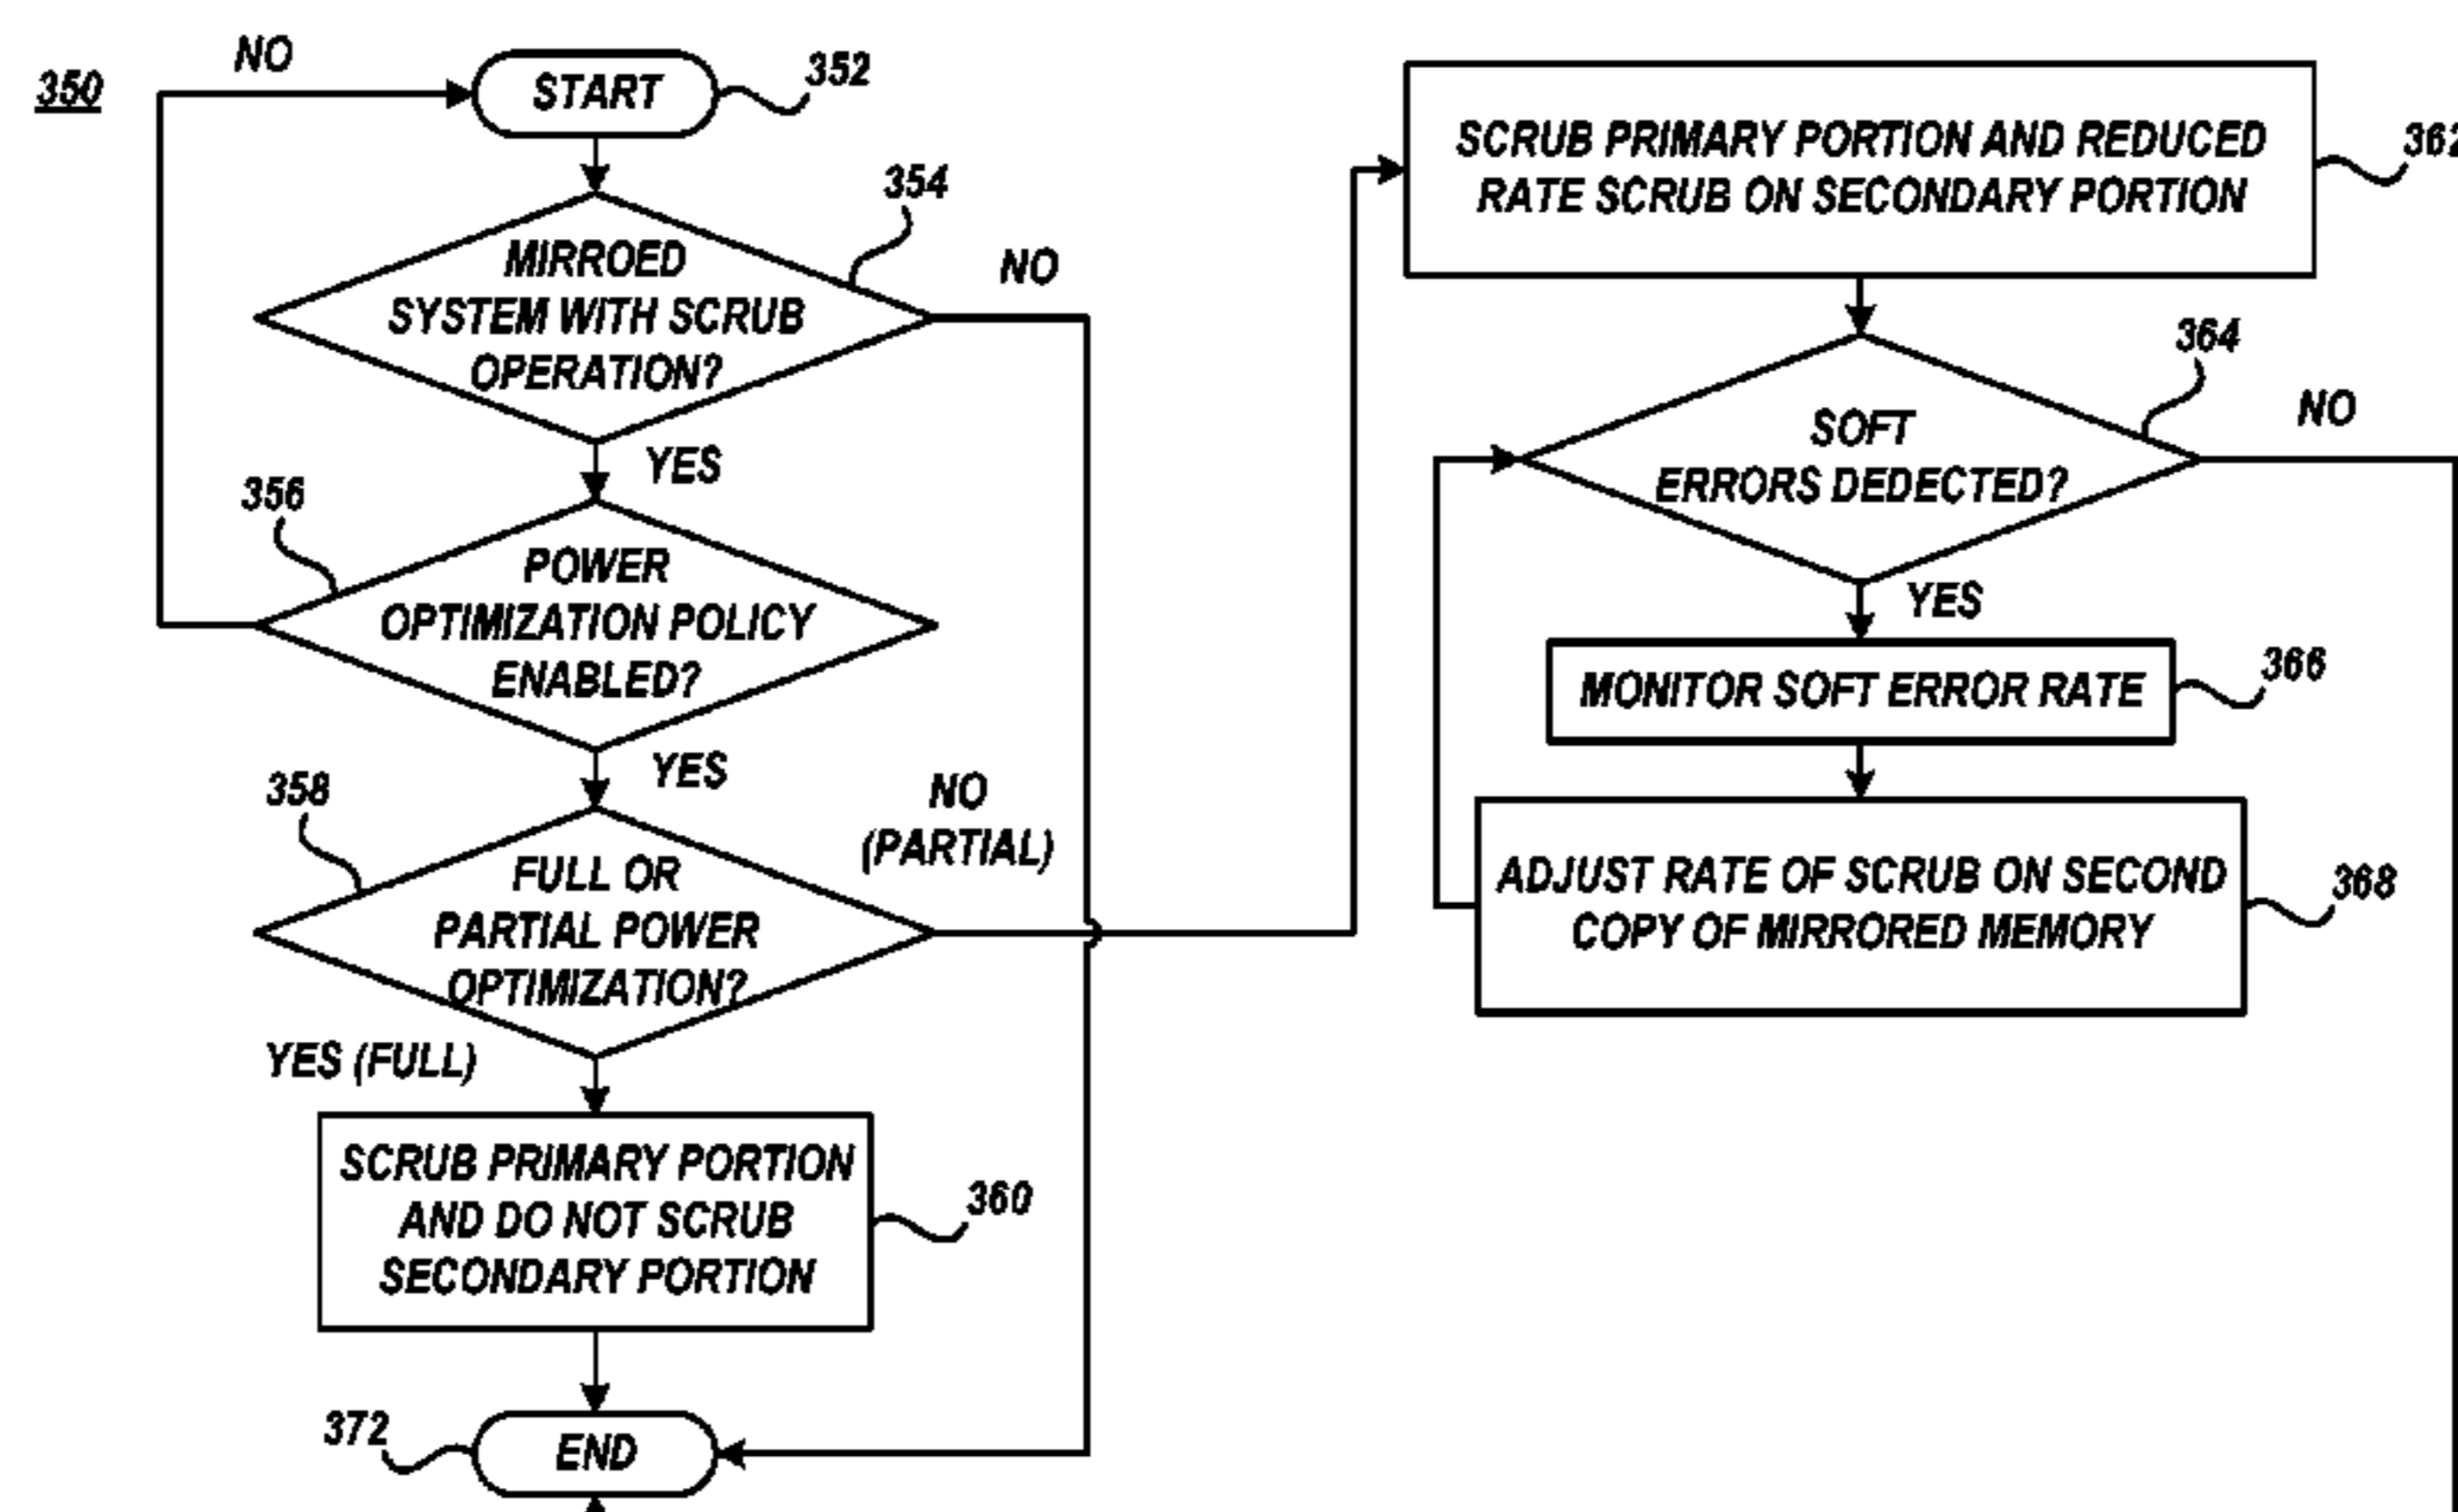 350
NO
START
352
354
MIRROED
SYSTEM WITH SCRUB
OPERATION?
NO
YES
356
POWER
OPTIMIZATION POLICY
ENABLED?
YES
358
FULL OR
PARTIAL POWER
OPTIMIZATION?
NO
(PARTIAL)
YES (FULL)
SCRUB PRIMARY PORTION
AND DO NOT SCRUB
SECONDARY PORTION
360
372
END
SCRUB PRIMARY PORTION AND REDUCED
RATE SCRUB ON SECONDARY PORTION
362
364
SOFT
ERRORS DEDECTED?
NO
YES
MONITOR SOFT ERROR RATE
366
ADJUST RATE OF SCRUB ON SECOND
COPY OF MIRRORED MEMORY
368